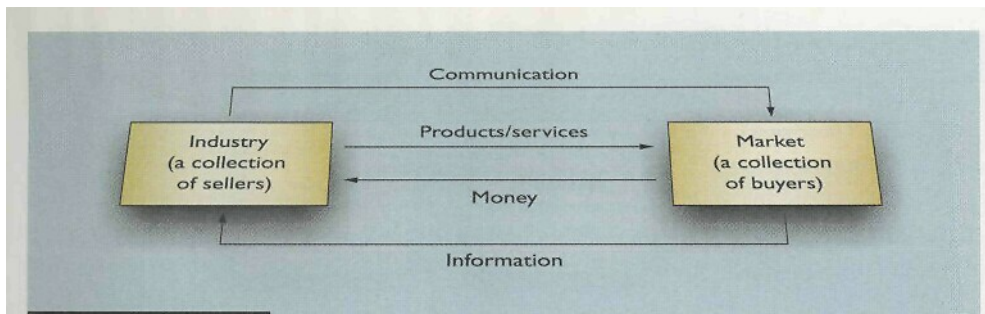 Communication
Industry
(a collection
of sellers)
Products/services
Market
(a collection
of buyers)
Money
Information